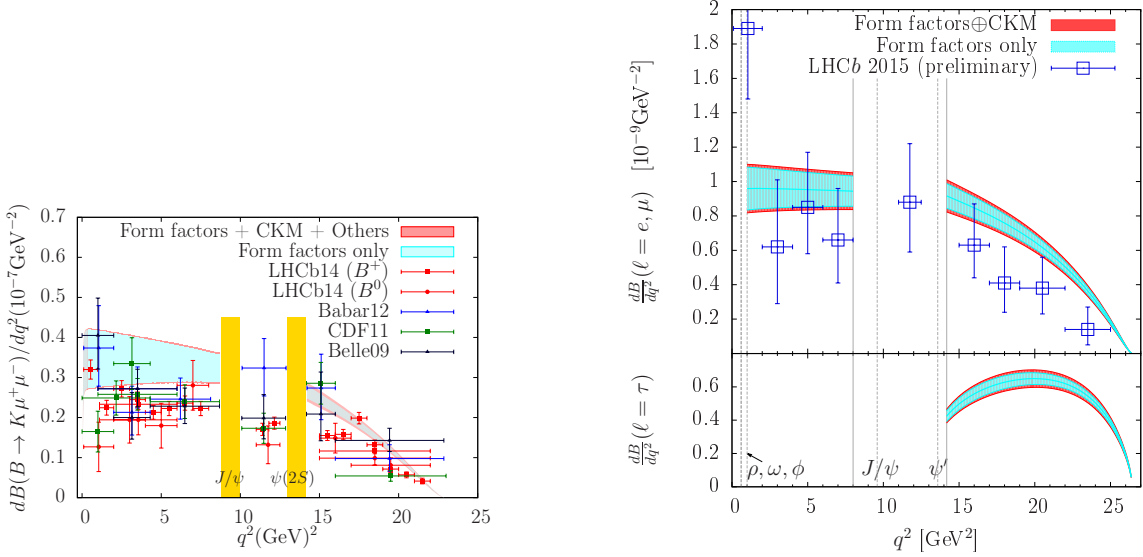 dB(B → Kμ⁺μ⁻)/dq²(10⁻⁷GeV⁻²)
0.7
0.6
0.5
0.4
0.3
0.2
0.1
0
Form factors + CKM + Others
Form factors only
LHCb14 (B⁺)
LHCb14 (B⁰)
Babar12
CDF11
Belle09
J/ψ
ψ(2S)
0
5
10
15
20
25
q²(GeV)²
dB/dq²(ℓ = e, μ) [10⁻⁹GeV⁻²]
2
1.8
1.6
1.4
1.2
1
0.8
0.6
0.4
0.2
0
Form factors⊕CKM
Form factors only
LHCb 2015 (preliminary)
dB/dq²(ℓ = τ)
0.6
0.4
0.2
0
ρ, ω, φ
J/ψ
ψ′
0
5
10
15
20
25
q² [GeV²]